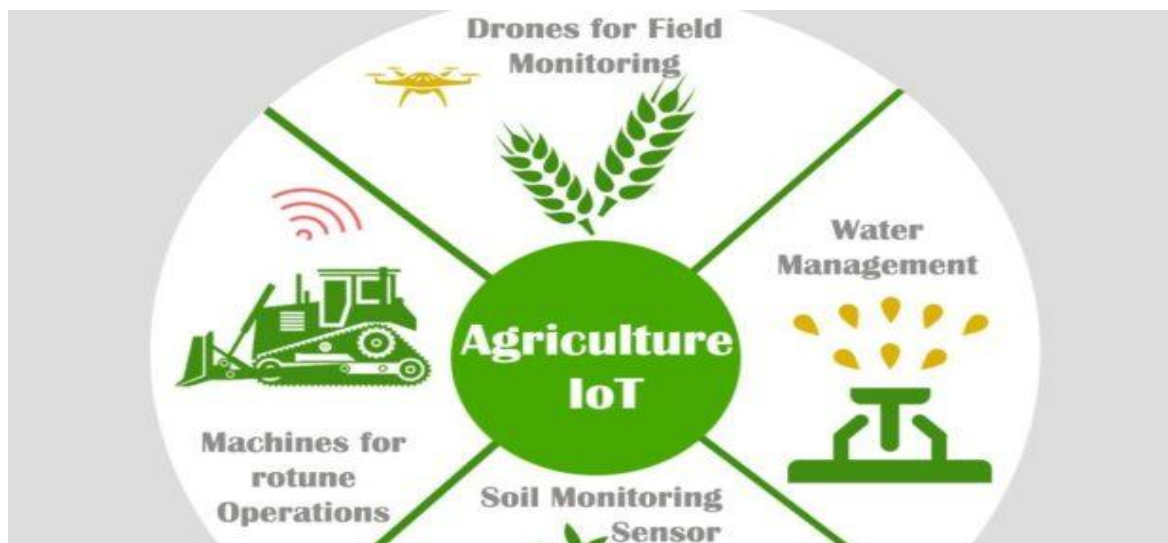 Drones for Field
Monitoring
Water
Management
Agriculture
IoT
Machines for
rotune
Operations
Soil Monitoring
Sensor